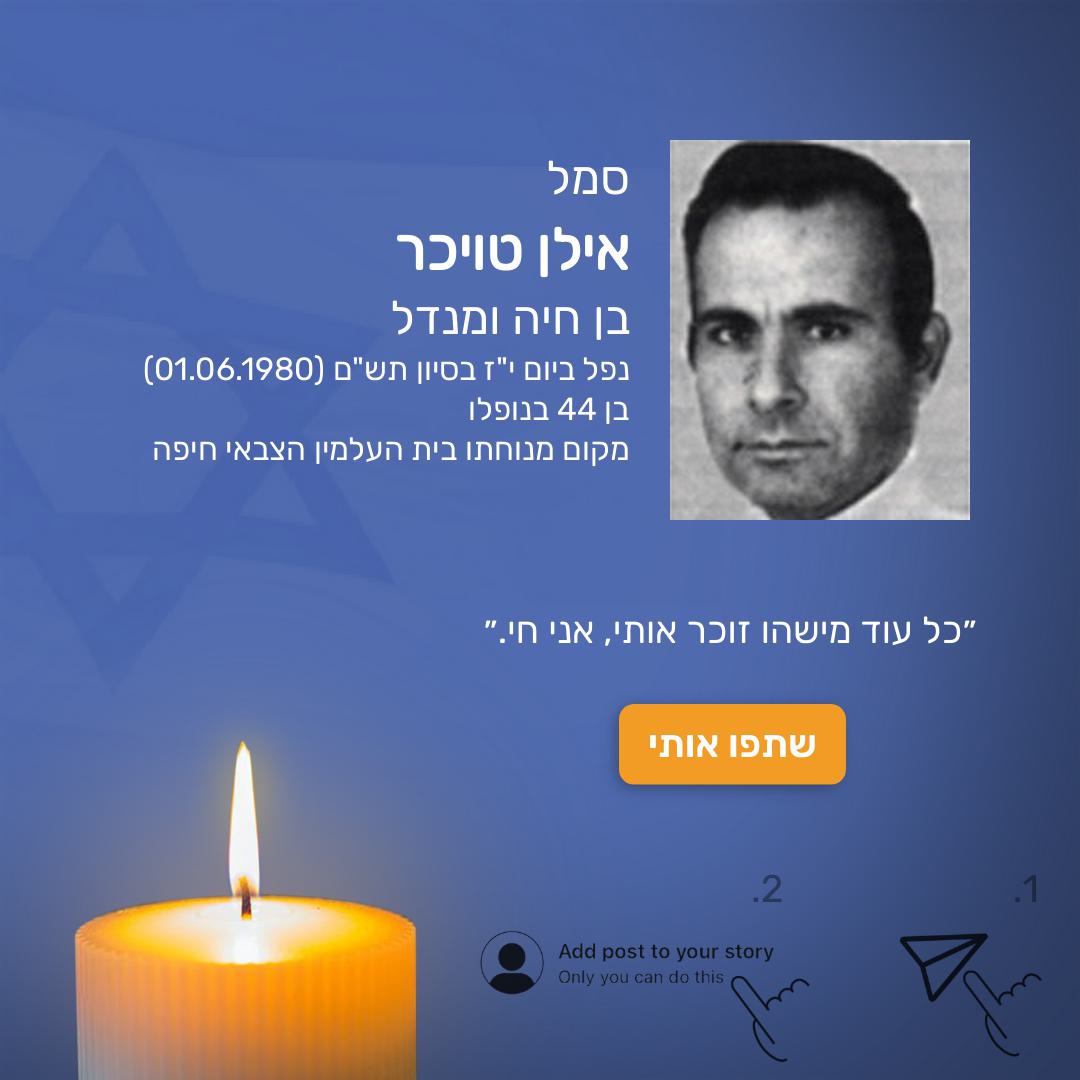 סמל
אילן טויכר
בן חיה ומנדל
נפל ביום י"ז בסיון תש"ם (01.06.1980)
בן 44 בנופלו
מקום מנוחתו בית העלמין הצבאי חיפה
״כל עוד מישהו זוכר אותי, אני חי.״
שתפו אותי
1.
2.
Add post to your story
Only you can do this